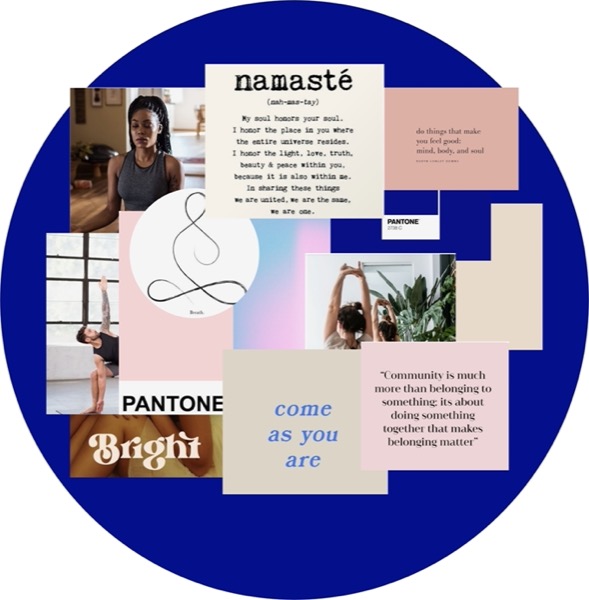 namasté
(nah-mas-tay)
My soul honors your soul.
I honor the place in you where
the entire universe resides.
I honor the light, love, truth,
beauty & peace within you,
because it is also within me.
In sharing these things
we are united, we are the same,
we are one.
do things that make
you feel good:
mind, body, and soul
PANTONE®
Breath.
PANTONE
Bright
come
as you
are
“Community is much
more than belonging to
something; its about
doing something
together that makes
belonging matter”